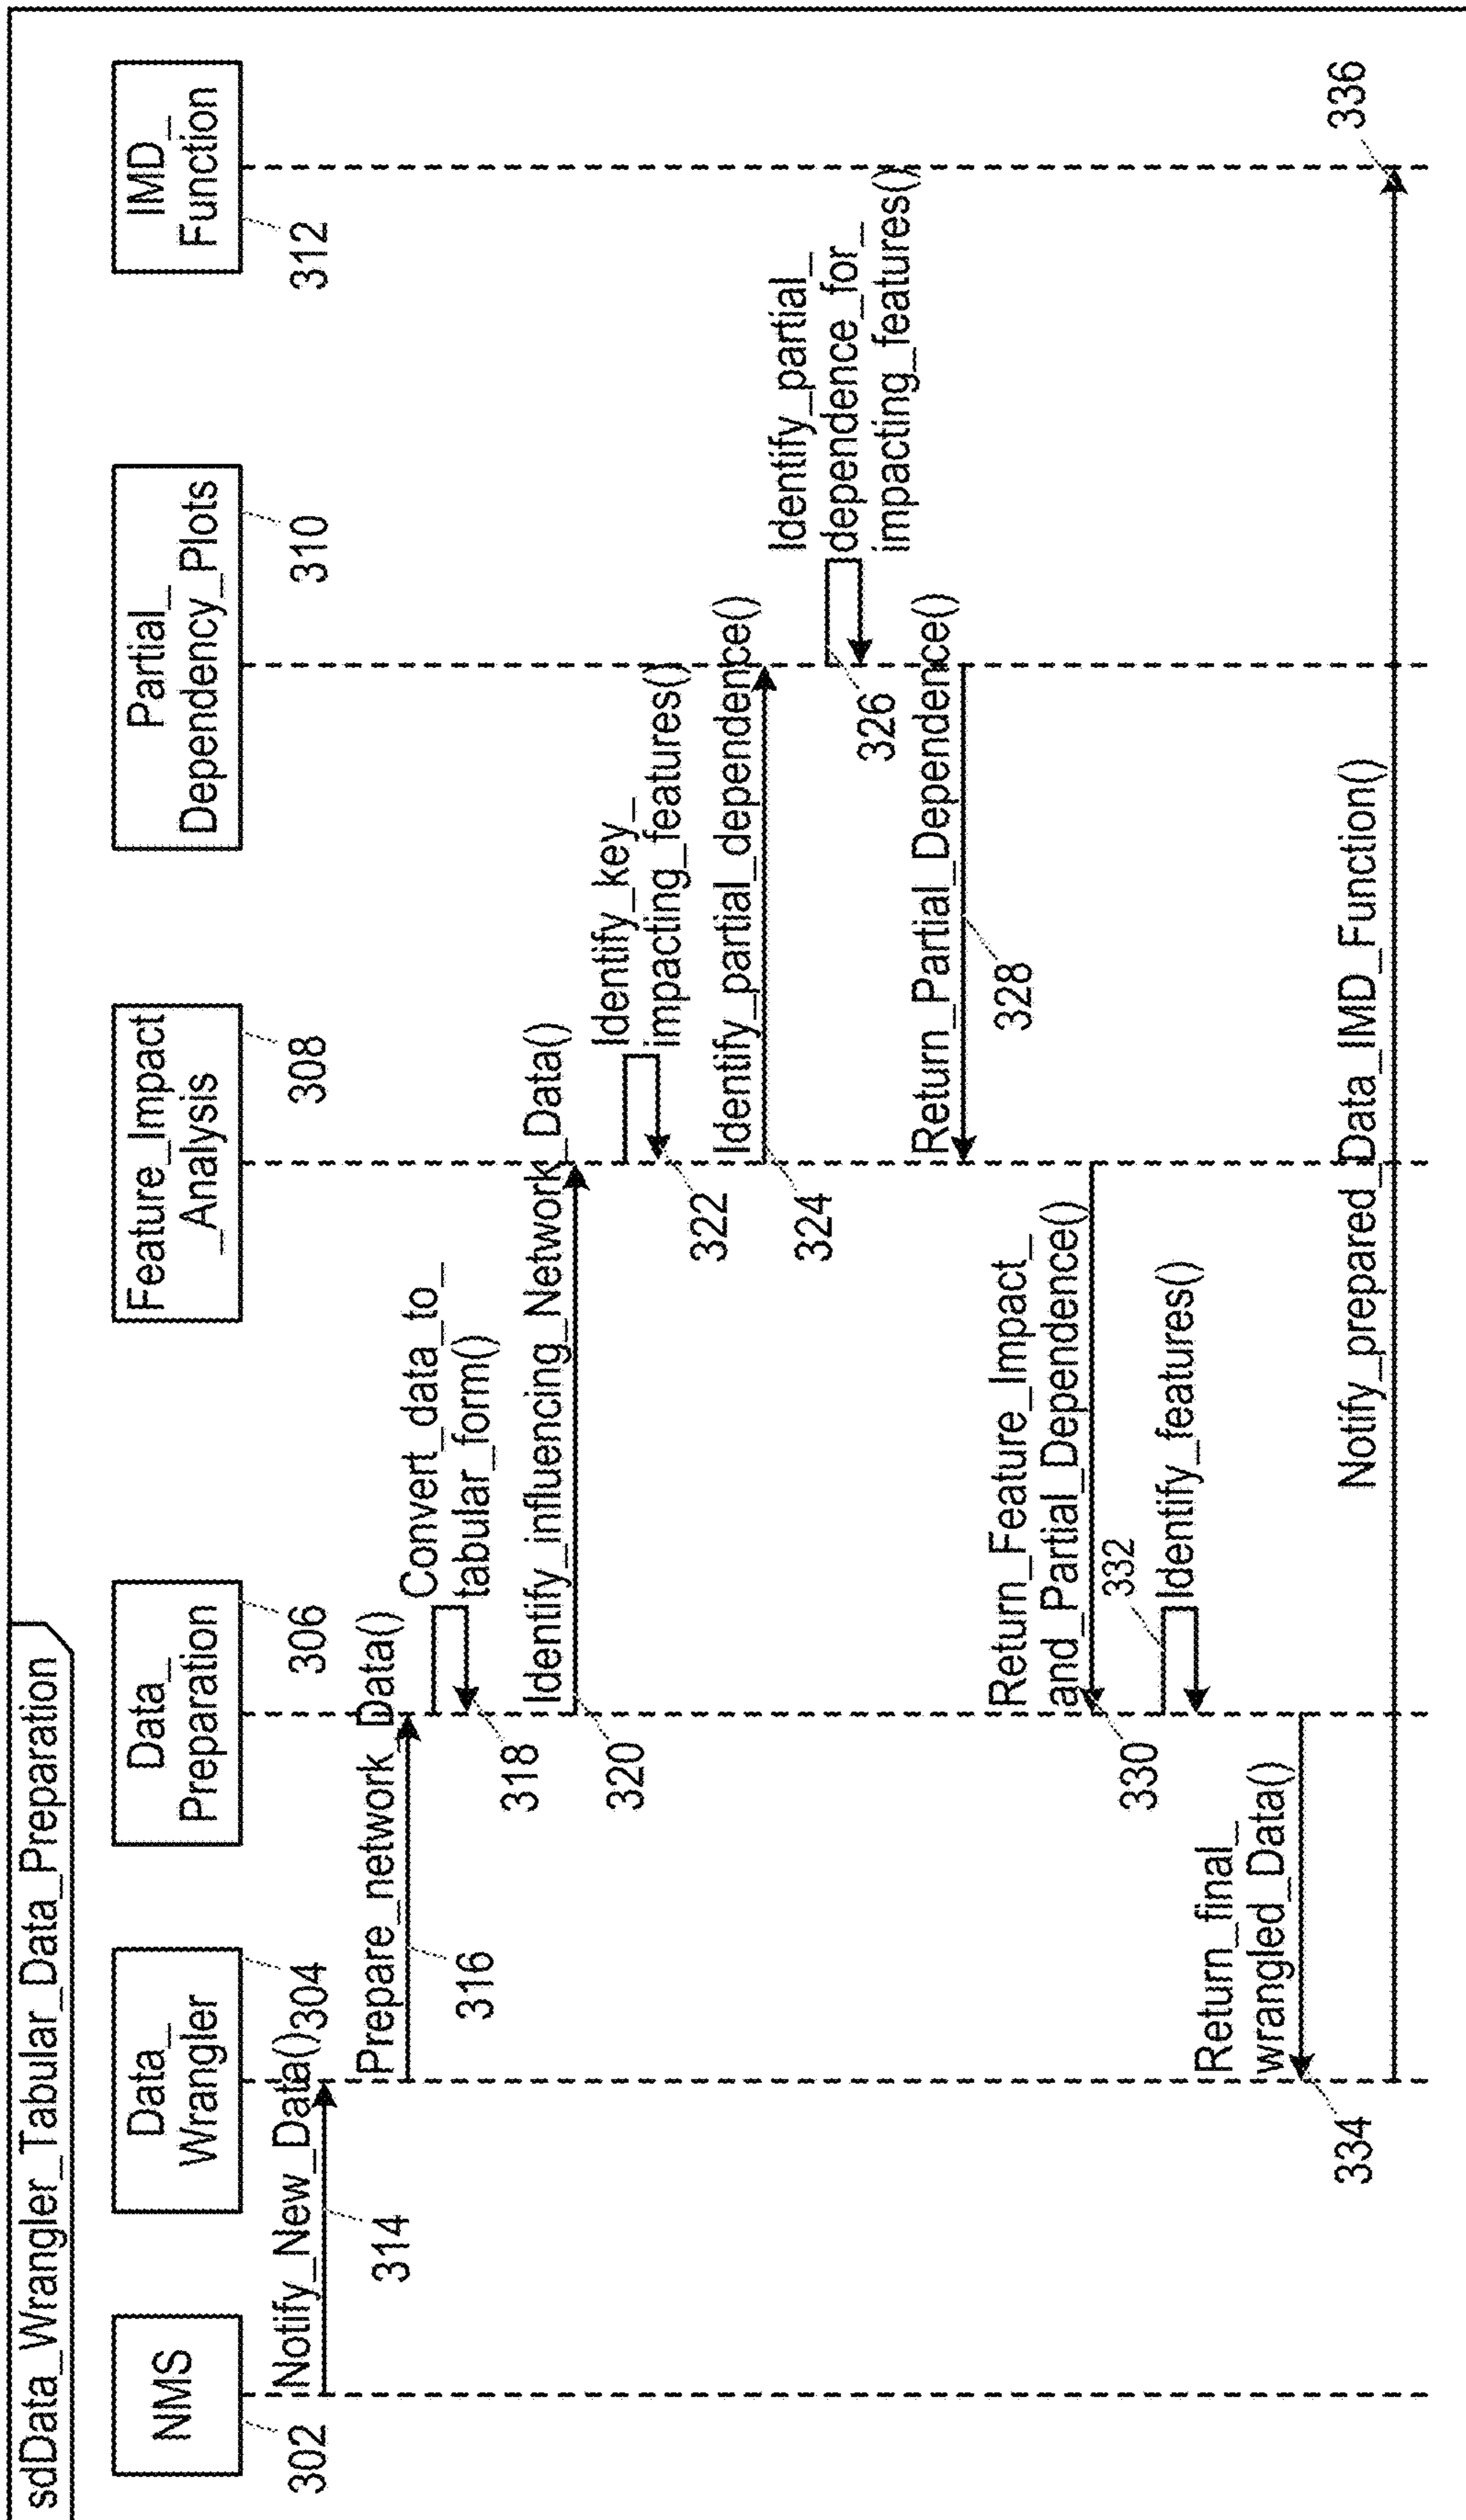 sdData_Wrangler_Tabular_Data_Preparation
NMS
302
Data_
Wrangler
304
Data_
Preparation
306
Feature_Impact
_Analysis
308
Partial_
Dependency_Plots
310
IMD_
Function
312
Notify_New_Data()
314
Prepare_network_Data()
316
Convert_data_to_
tabular_form()
318
Identify_influencing_Network_Data()
320
Identify_key_
impacting_features()
322
Identify_partial_dependence()
324
Identify_partial_
dependence_for_
impacting_features()
326
Return_Partial_Dependence()
328
Return_Feature_Impact_
and_Partial_Dependence()
330
332
Identify_features()
Return_final_
wrangled_Data()
334
Notify_prepared_Data_IMD_Function()
336